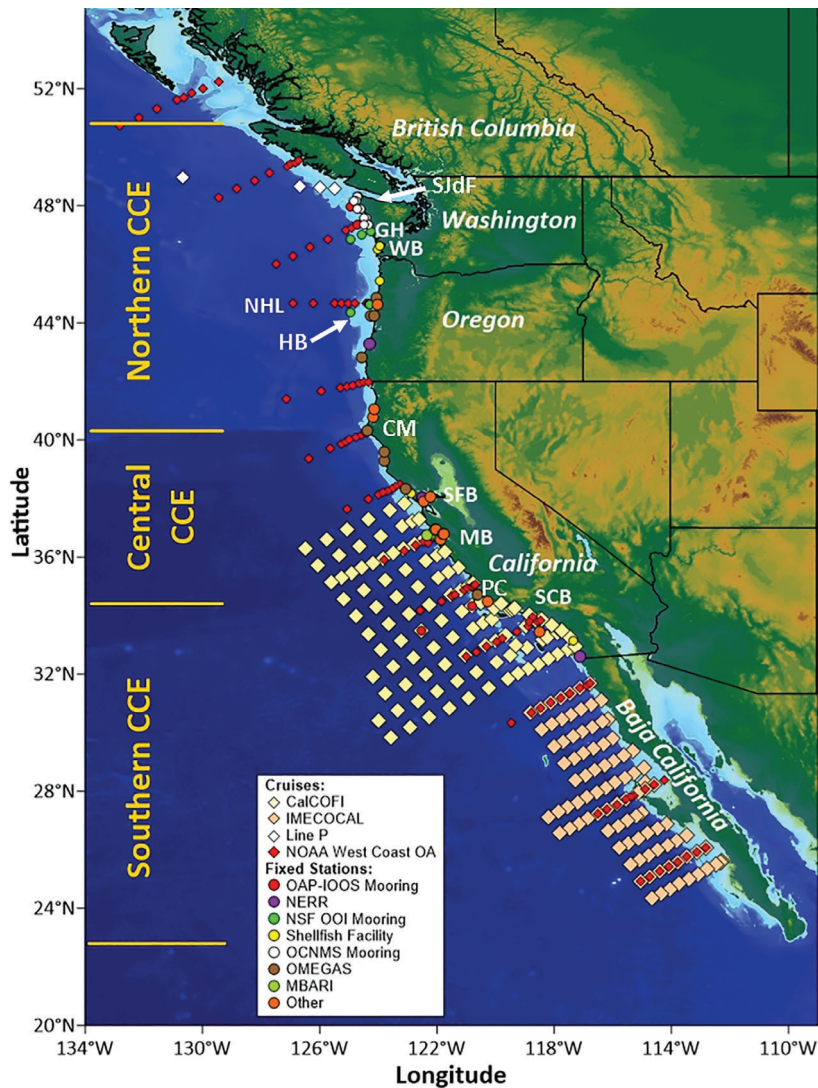 52°N
48°N
44°N
40°N
36°N
32°N
28°N
24°N
20°N
Latitude
134°W
130°W
126°W
122°W
118°W
114°W
110°W
Longitude
Northern CCE
Central
CCE
Southern CCE
British Columbia
SJdF
Washington
GH
WB
NHL
Oregon
HB
CM
SFB
MB
California
PC
SCB
Baja California
Cruises:
CalCOFI
IMECOCAL
Line P
NOAA West Coast OA
Fixed Stations:
OAP-IOOS Mooring
NERR
NSF OOI Mooring
Shellfish Facility
OCNMS Mooring
OMEGAS
MBARI
Other